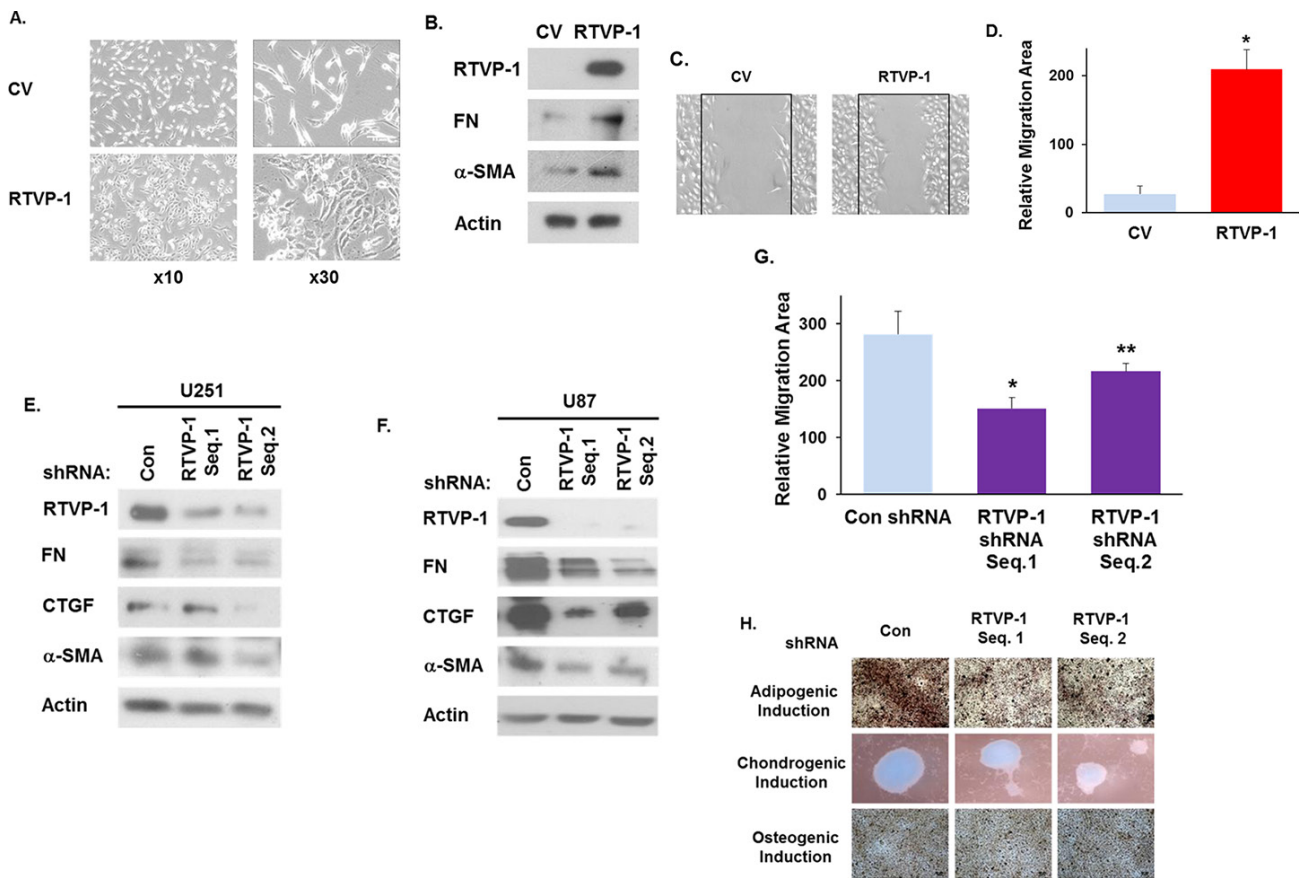 A.
CV
RTVP-1
x10
x30
B.
CV RTVP-1
RTVP-1
FN
α-SMA
Actin
C.
CV
RTVP-1
D.
Relative Migration Area
200
100
0
*
CV
RTVP-1
E.
U251
shRNA:
Con
RTVP-1
Seq.1
RTVP-1
Seq.2
RTVP-1
FN
CTGF
α-SMA
Actin
F.
U87
shRNA:
Con
RTVP-1
Seq.1
RTVP-1
Seq.2
RTVP-1
FN
CTGF
α-SMA
Actin
G.
Relative Migration Area
300
200
100
0
*
**
Con shRNA
RTVP-1
shRNA
Seq.1
RTVP-1
shRNA
Seq.2
H.
shRNA
Con
RTVP-1
Seq. 1
RTVP-1
Seq. 2
Adipogenic
Induction
Chondrogenic
Induction
Osteogenic
Induction